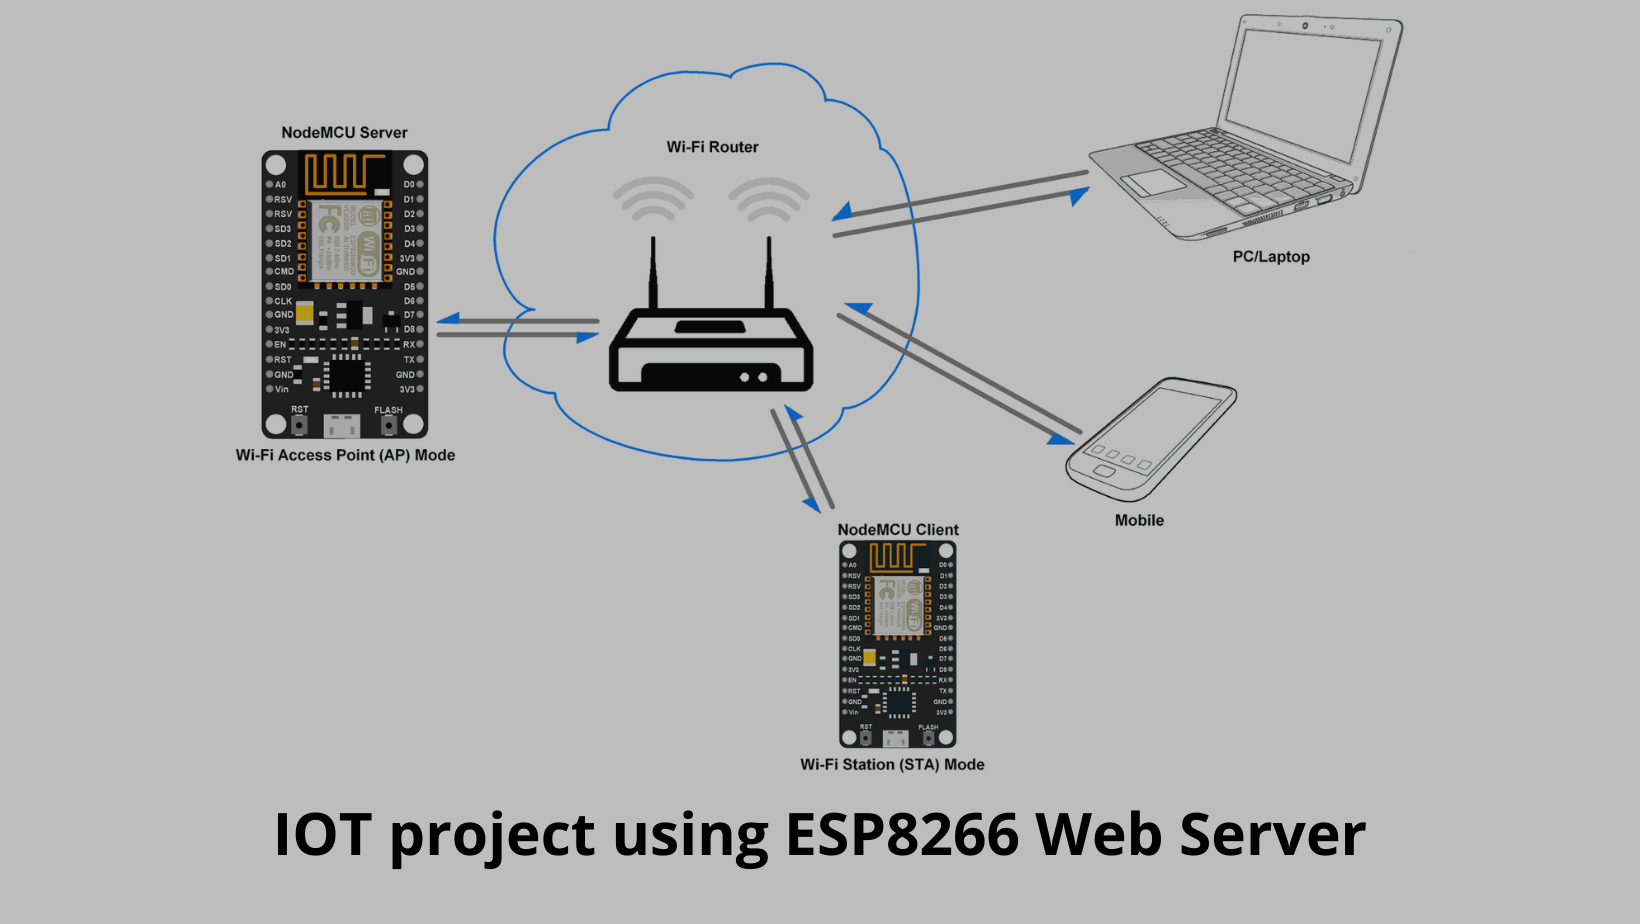 NodeMCU Server
A0
RSV
RSV
SD3
SD2
SD1
CMD
SD0
CLK
GND
3V3
EN
RST
GND
Vin
D0
D1
D2
D3
D4
3V3
GND
D5
D6
D7
D8
RX
TX
GND
3V3
RST
FLASH
Wi-Fi Access Point (AP) Mode
Wi-Fi Router
PC/Laptop
Mobile
NodeMCU Client
A0
RSV
RSV
SD3
SD2
SD1
CMD
SD0
CLK
GND
3V3
EN
RST
GND
Vin
D0
D1
D2
D3
D4
3V3
GND
D5
D6
D7
D8
RX
TX
GND
3V3
RST
FLASH
Wi-Fi Station (STA) Mode
IOT project using ESP8266 Web Server